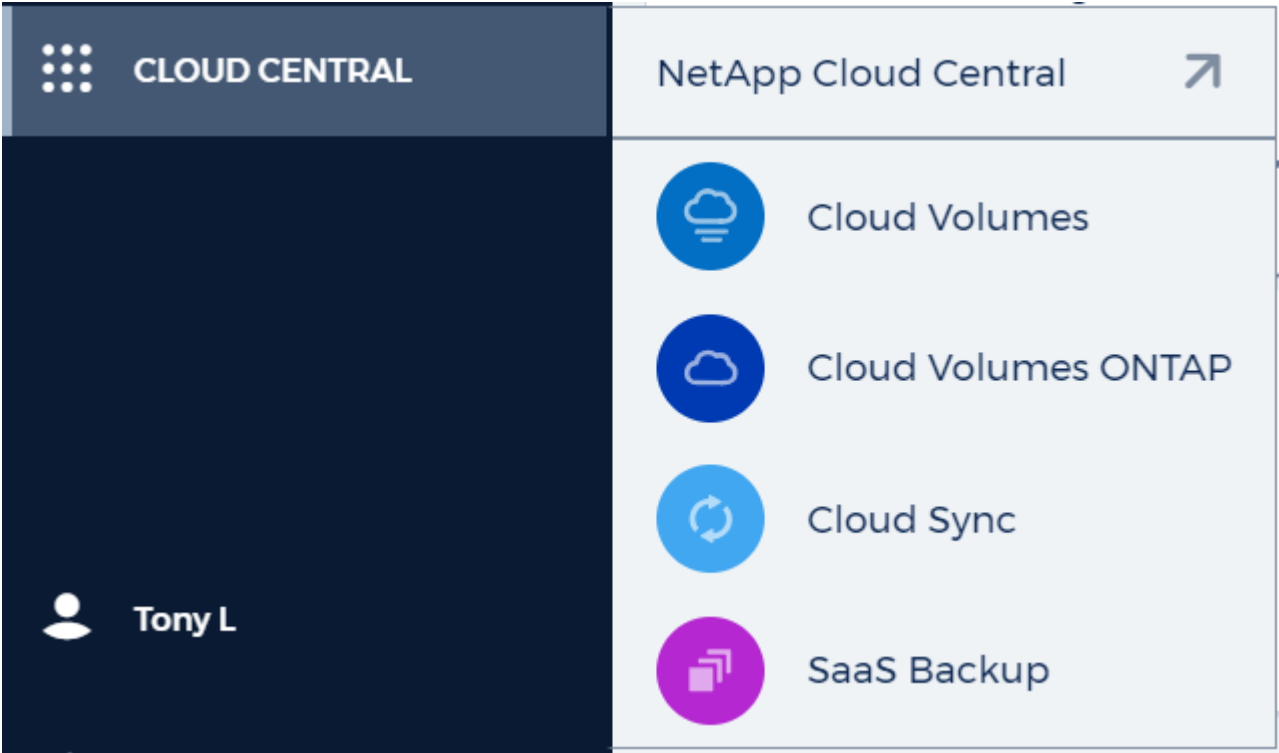 CLOUD CENTRAL
NetApp Cloud Central
Cloud Volumes
Cloud Volumes ONTAP
Cloud Sync
Tony L
SaaS Backup